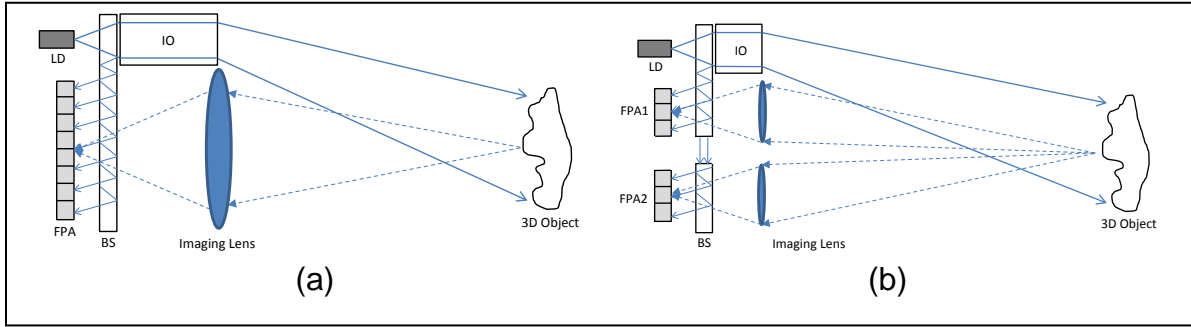 IO
LD
FPA
BS
Imaging Lens
3D Object
(a)
IO
LD
FPA1
FPA2
BS
Imaging Lens
3D Object
(b)